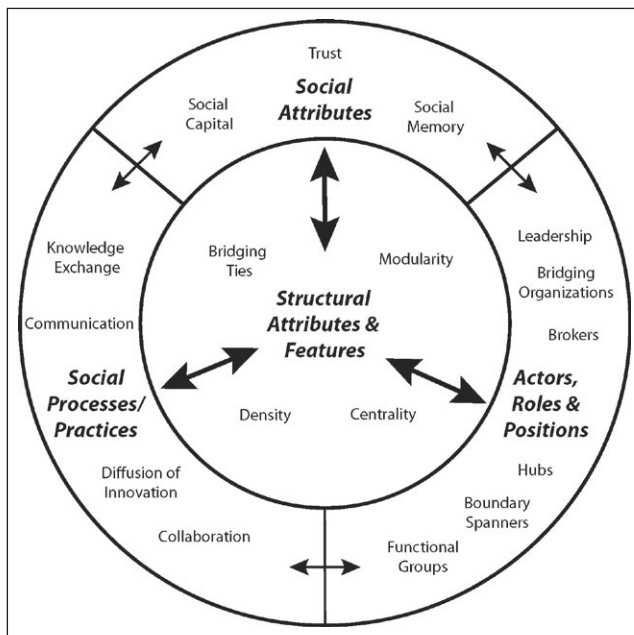 Trust
Social
Attributes
Social
Capital
Social
Memory
Knowledge
Exchange
Communication
Social
Processes/
Practices
Diffusion of
Innovation
Collaboration
Bridging
Ties
Modularity
Structural
Attributes &
Features
Density
Centrality
Leadership
Bridging
Organizations
Brokers
Actors,
Roles &
Positions
Hubs
Boundary
Spanners
Functional
Groups